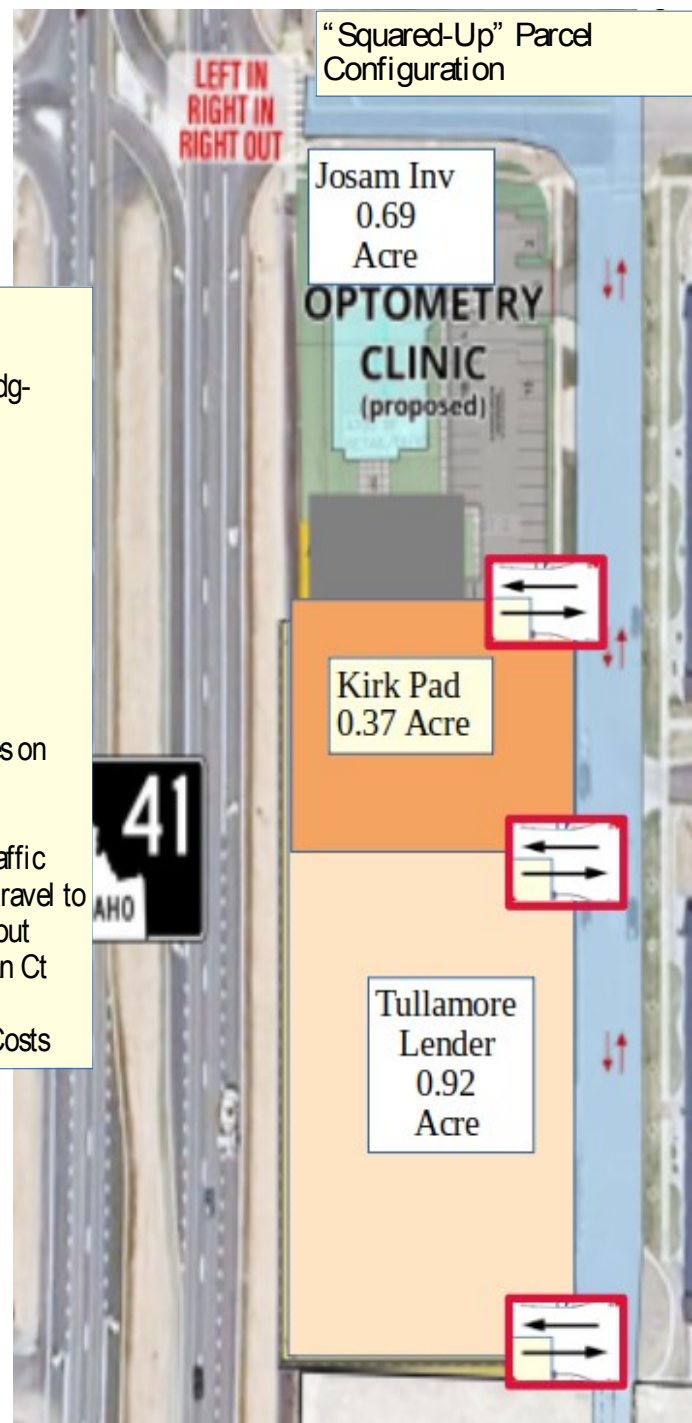 “Squared-Up” Parcel
Configuration
LEFT IN
RIGHT IN
RIGHT OUT
Josam Inv
0.69
Acre
OPTOMETRY
CLINIC
(proposed)
dg-
Kirk Pad
0.37 Acre
es on
affic
ravel to
out
n Ct
Costs
41
AHO
Tullamore
Lender
0.92
Acre